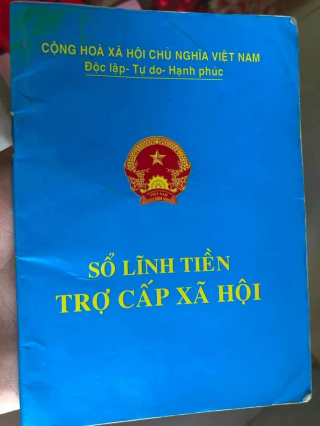 CỘNG HOÀ XÃ HỘI CHỦ NGHĨA VIỆT NAM
Độc lập- Tự do- Hạnh phúc
SỔ LĨNH TIỀN
TRỢ CẤP XÃ HỘI